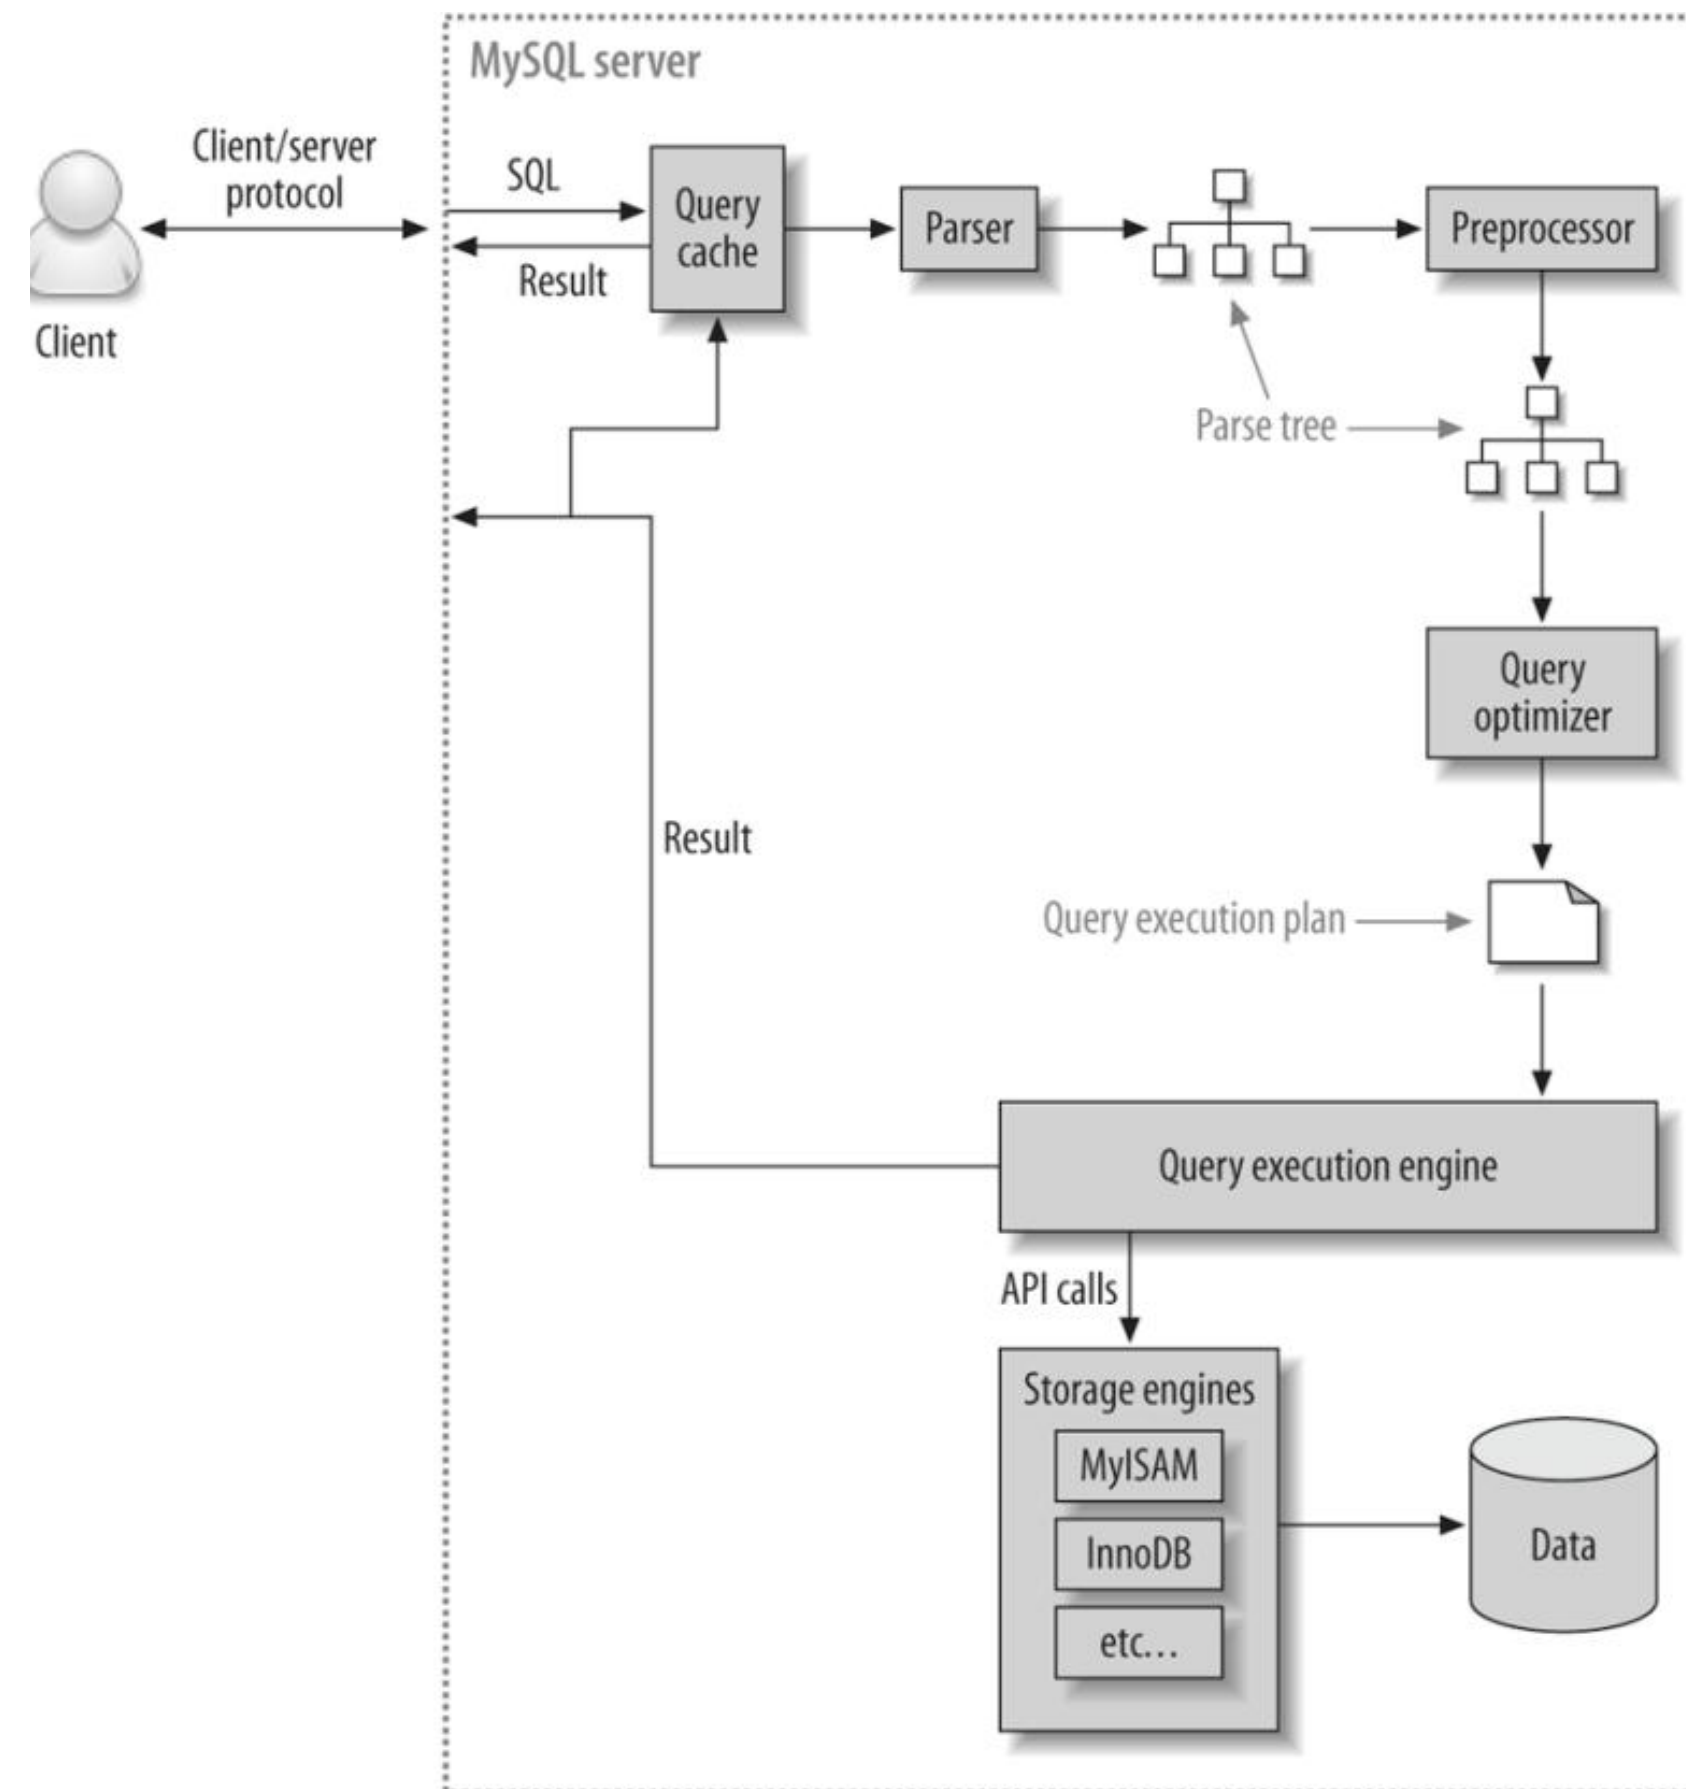 MySQL server
Client/server
protocol
SQL
Result
Query
cache
Parser
Preprocessor
Client
Parse tree
Query
optimizer
Result
Query execution plan
Query execution engine
API calls
Storage engines
MyISAM
InnoDB
etc...
Data